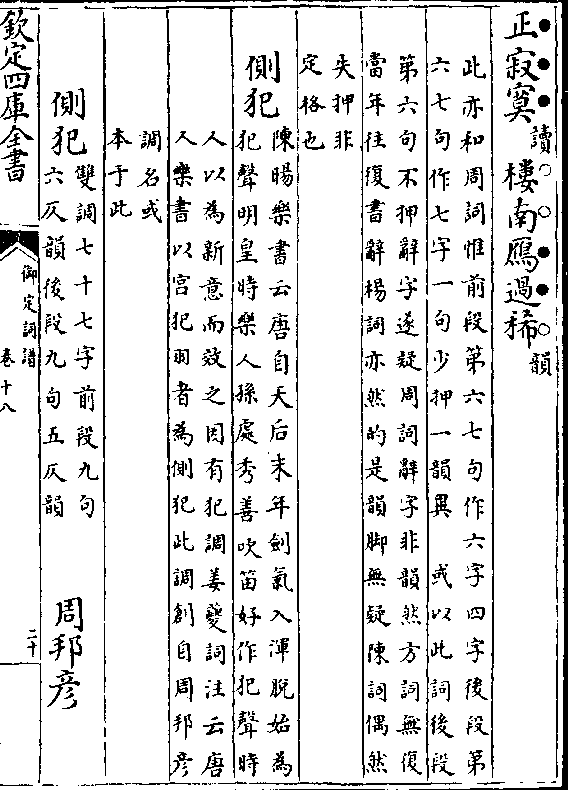 正寂寞讀樓南鴈過稀韻
此亦和周詞惟前段第六七句作六字四字後段第
六七句作七字一句少押一韻異 或以此詞後段
第六句不押辭字遂疑周詞辭字非韻然方詞無復
當年往復書辭楊詞亦然的是韻脚無疑陳詞偶然
失押非
定格也
側犯 陳暘樂書云唐自天后末年劍氣入渾脫始為
犯聲明皇時樂人孫處秀善吹笛好作犯聲時
人以為新意而效之因有犯調姜夔詞注云唐
人樂書以宮犯羽者為側犯此調創自周邦彥
調名或
本于此
側犯 雙調七十七字前段九句
六仄韻後段九句五仄韻 周邦彥
欽定四庫全書
御定詞譜
卷十八
二十